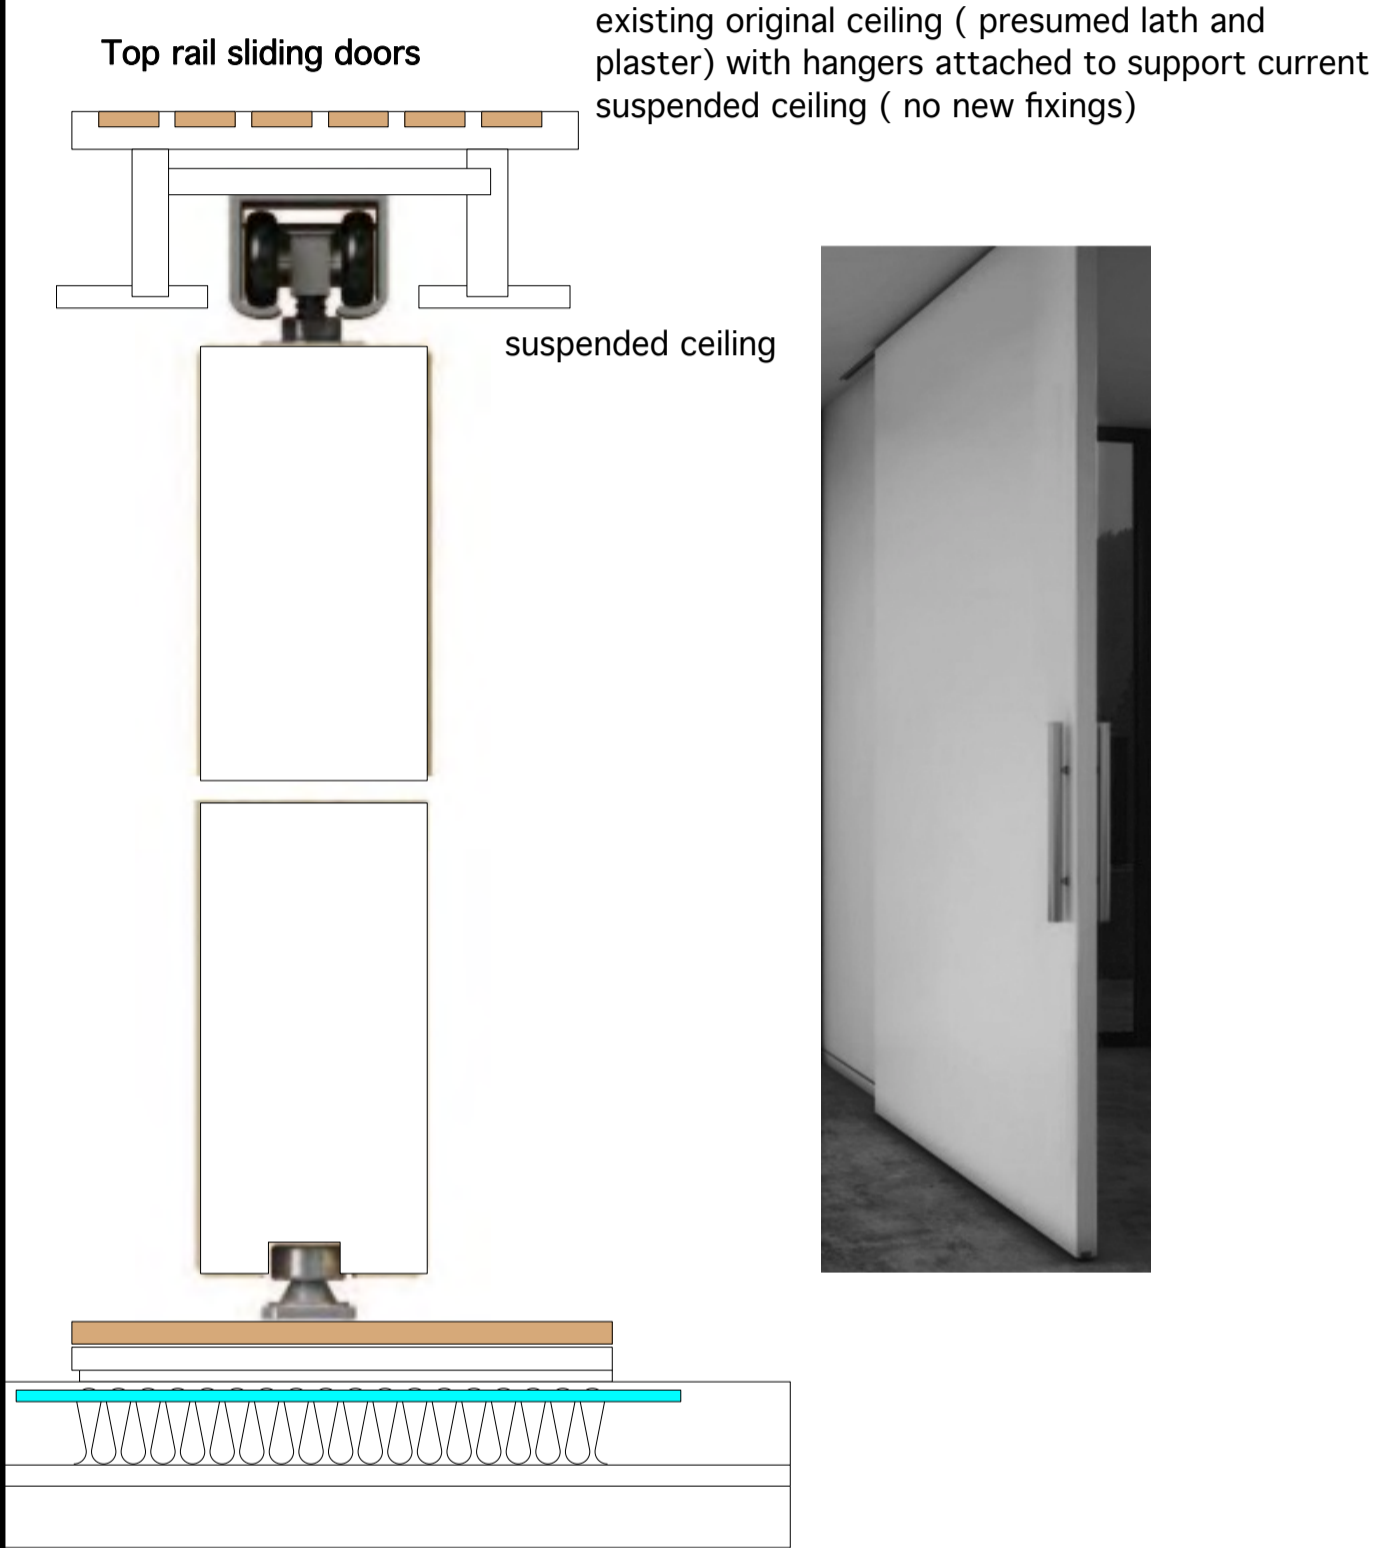 Top rail sliding doors
existing original ceiling ( presumed lath and
plaster) with hangers attached to support current
suspended ceiling ( no new fixings)
suspended ceiling